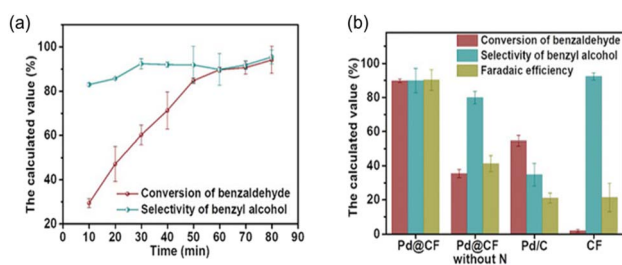 (a)
The calculated value (%)
100
80
60
40
20
Conversion of benzaldehyde
Selectivity of benzyl alcohol
0 10 20 30 40 50 60 70 80 90
Time (min)
(b)
The calculated value (%)
100
80
60
40
20
0
Conversion of benzaldehyde
Selectivity of benzyl alcohol
Faradaic efficiency
Pd@CF Pd@CF Pd/C CF
without N